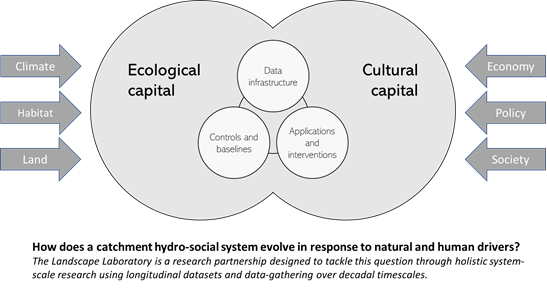 Climate
Habitat
Land
Ecological
capital
Data
infrastructure
Controls and
baselines
Applications
and
interventions
Cultural
capital
Economy
Policy
Society
How does a catchment hydro-social system evolve in response to natural and human drivers?
The Landscape Laboratory is a research partnership designed to tackle this question through holistic system-
scale research using longitudinal datasets and data-gathering over decadal timescales.